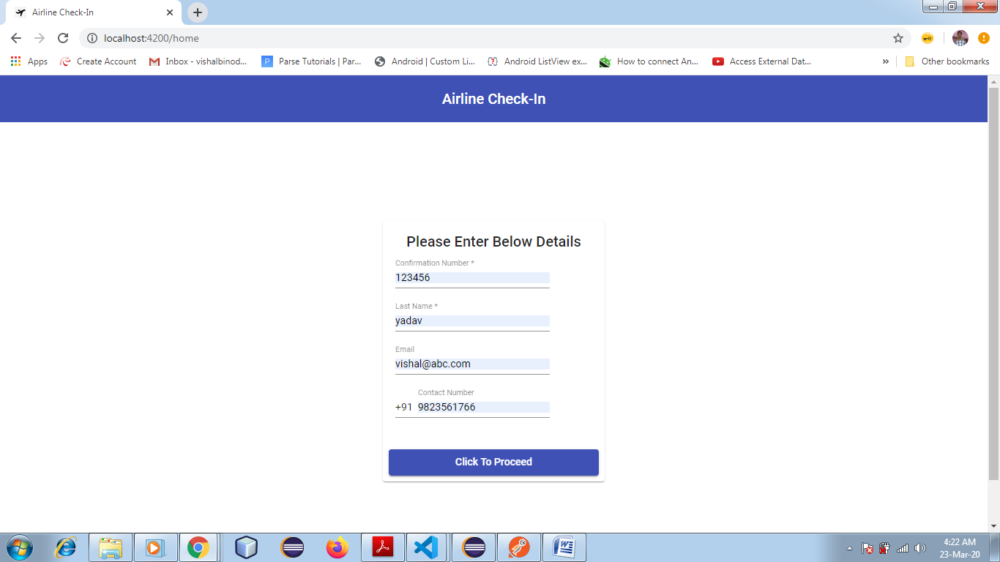 Airline Check-In
localhost:4200/home
Apps Create Account Inbox - vishalbinod... Parse Tutorials | Par... Android | Custom Li... Android ListView ex... How to connect An... Access External Dat... » Other bookmarks
Airline Check-In
Please Enter Below Details
Confirmation Number *
123456
Last Name *
yadav
Email
vishal@abc.com
Contact Number
+91 9823561766
Click To Proceed
4:22 AM
23-Mar-20